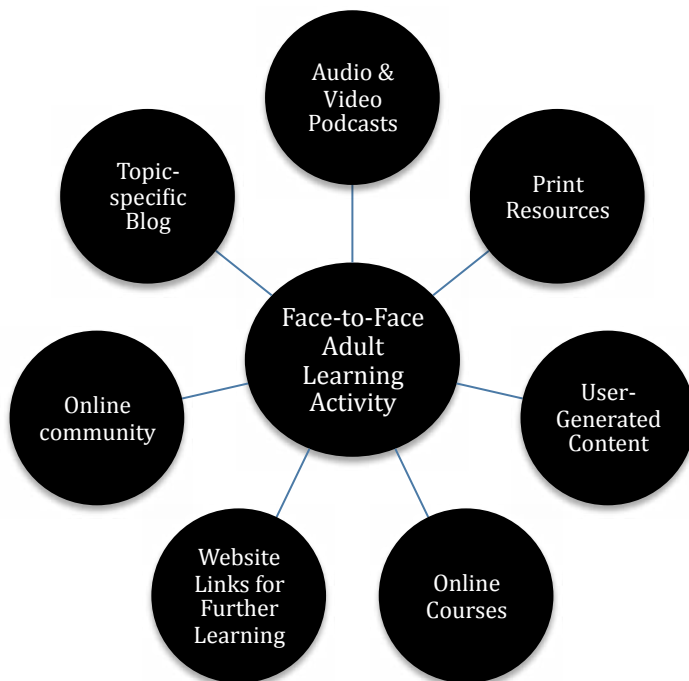 Audio &
Video
Podcasts
Topic-
specific
Blog
Print
Resources
Face-to-Face
Adult
Learning
Activity
Online
community
User-
Generated
Content
Website
Links for
Further
Learning
Online
Courses